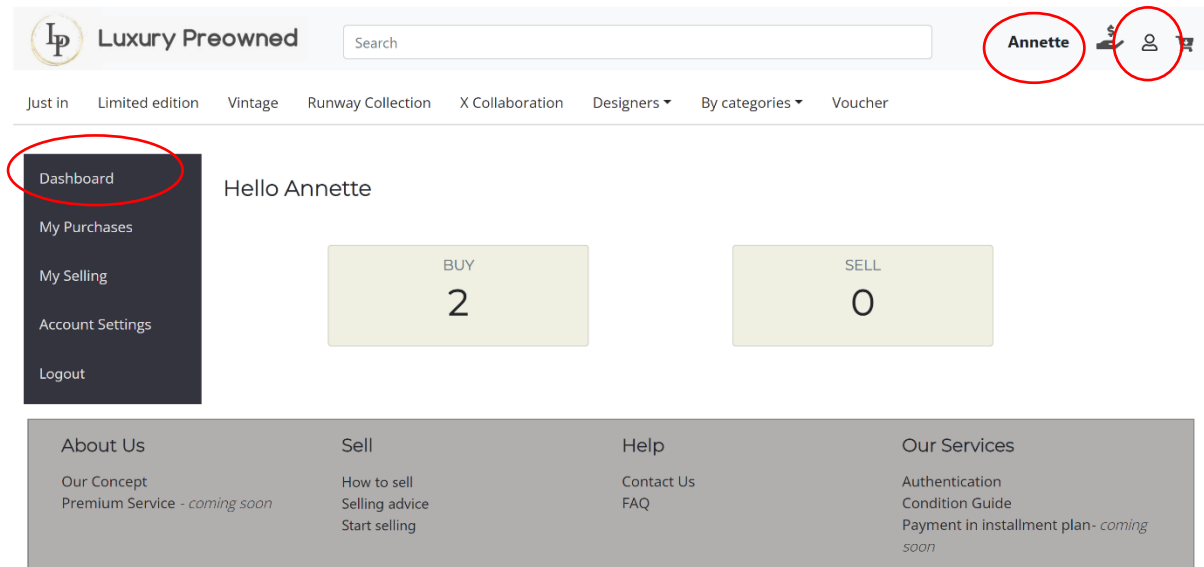 LP Luxury Preowned Search Annette $
Just in Limited edition Vintage Runway Collection X Collaboration Designers By categories Voucher
Dashboard
My Purchases
My Selling
Account Settings
Logout
Hello Annette
BUY
2
SELL
0
About Us
Our Concept
Premium Service - coming soon
Sell
How to sell
Selling advice
Start selling
Help
Contact Us
FAQ
Our Services
Authentication
Condition Guide
Payment in installment plan- coming
soon